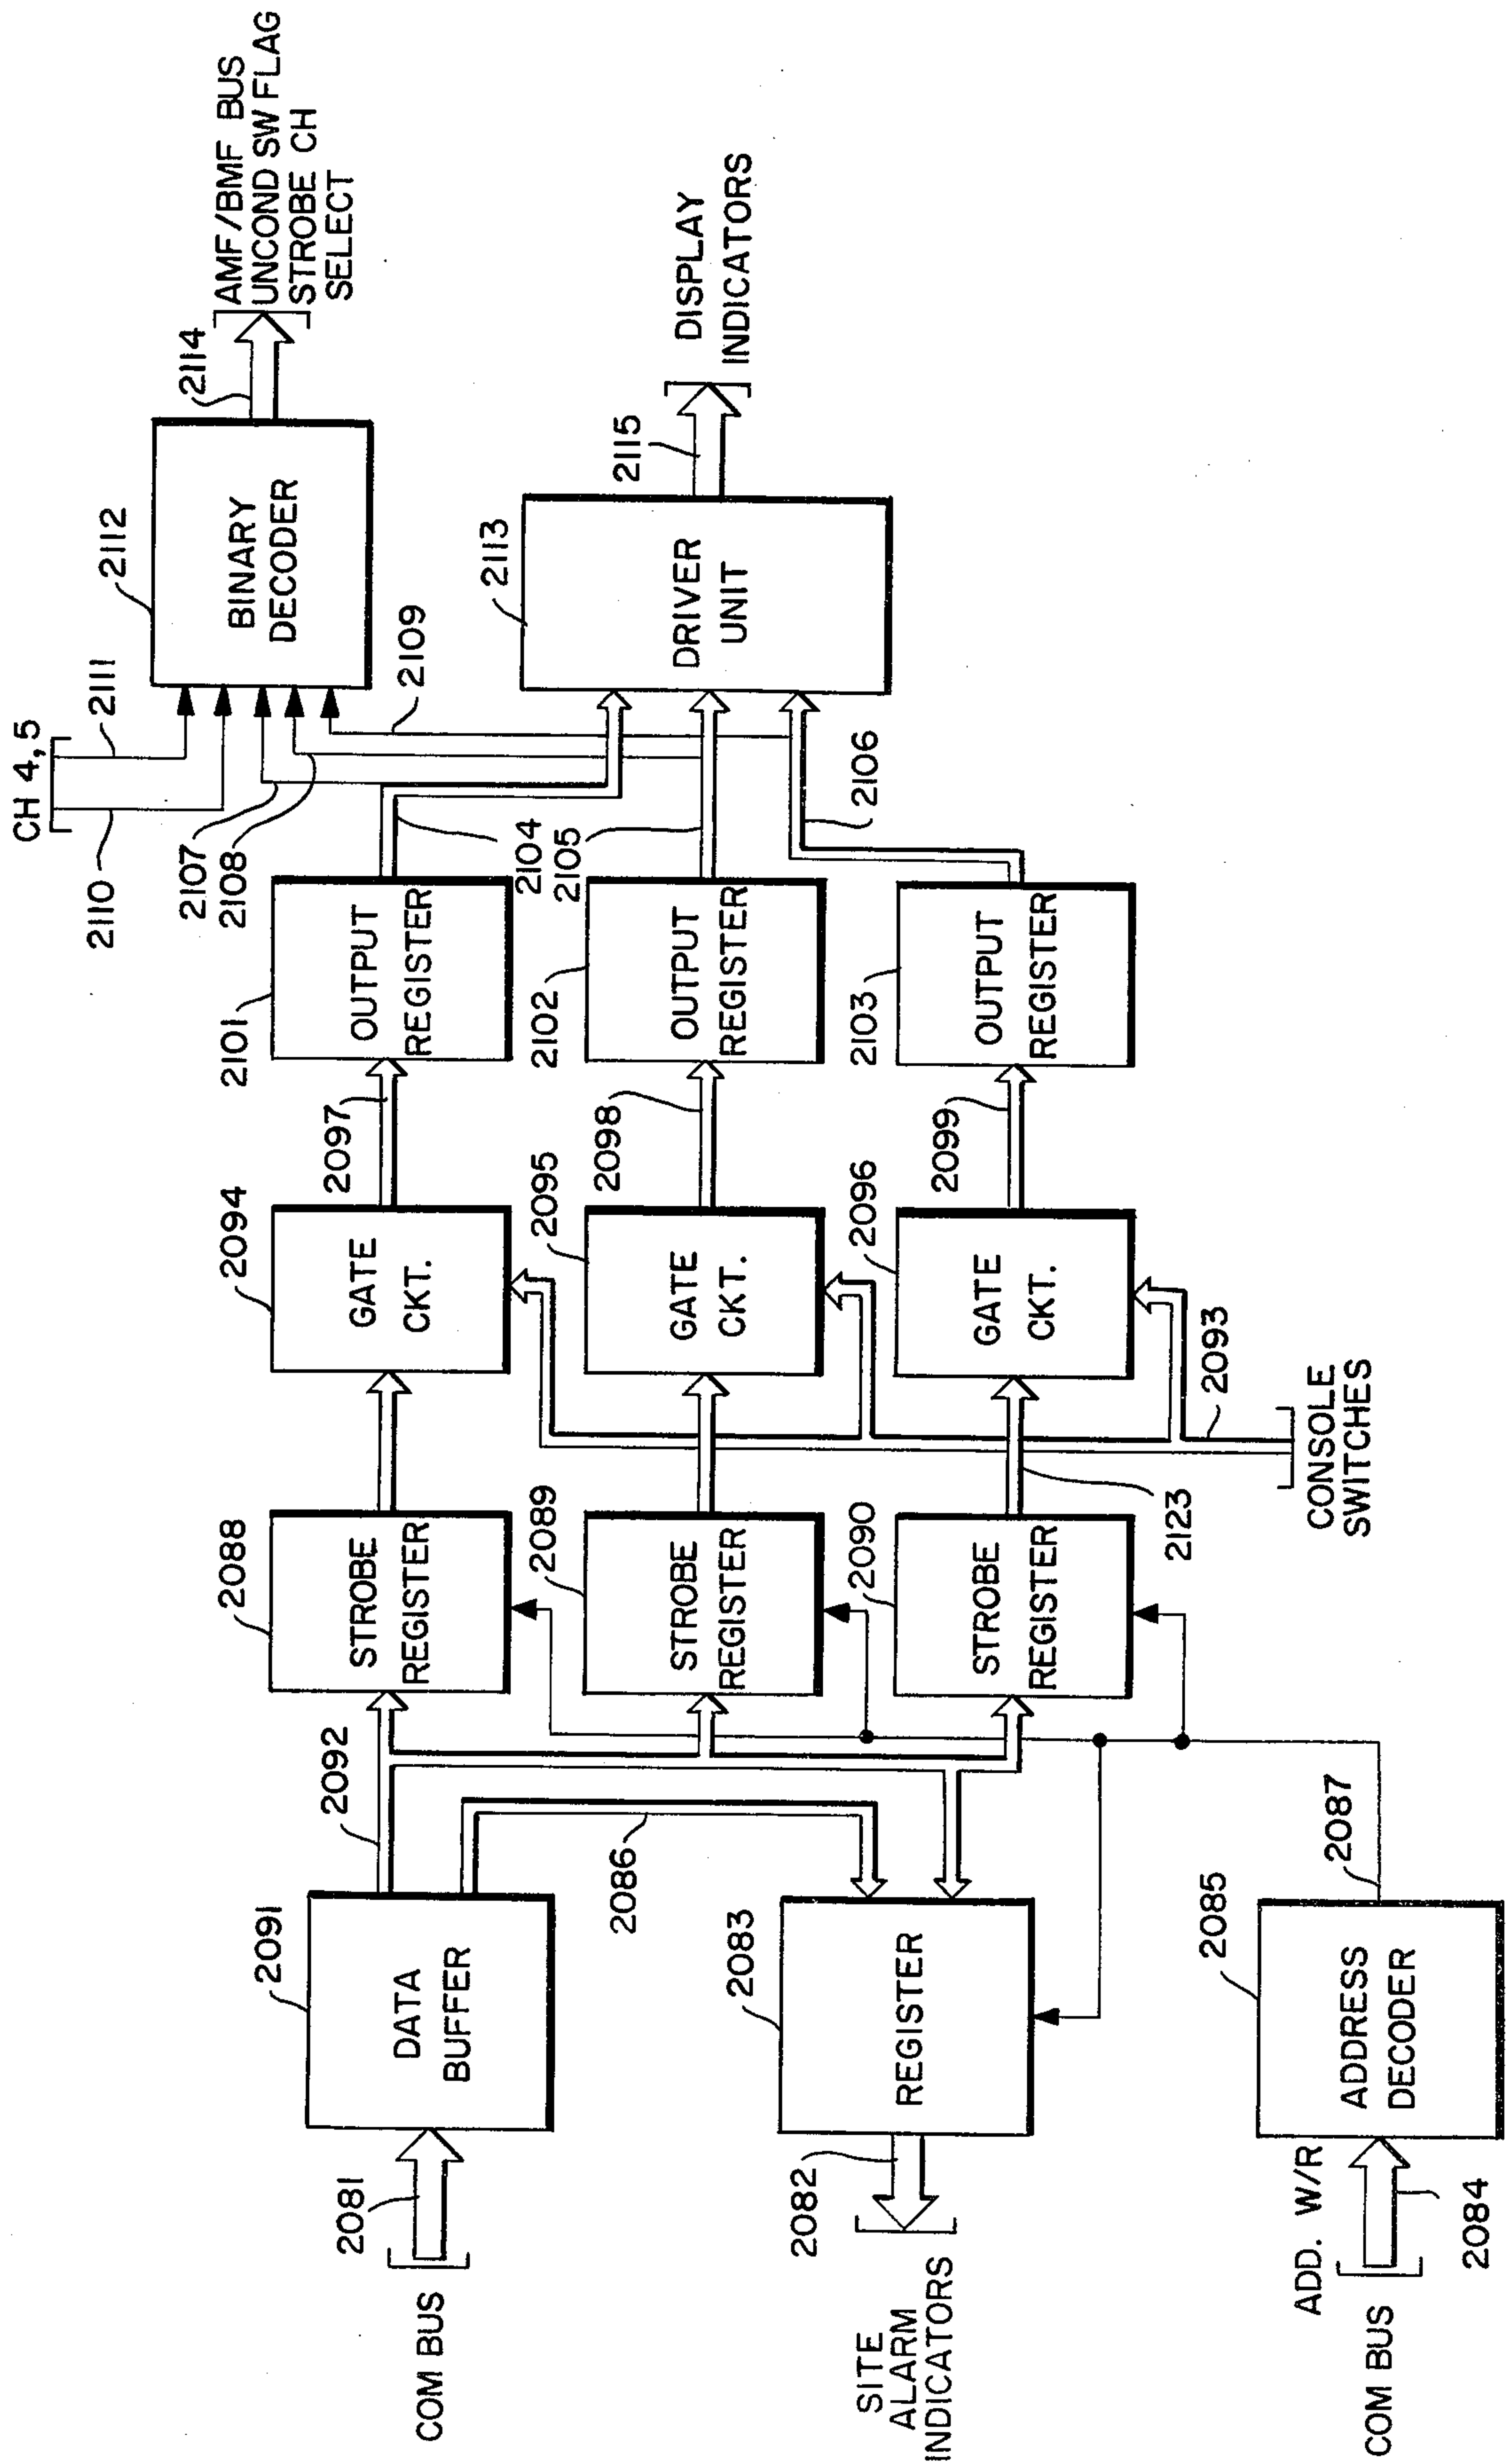 COM BUS
2081
DATA
BUFFER
2091
2092
2086
SITE
ALARM
INDICATORS
2082
REGISTER
2083
COM BUS
ADD. W/R
2084
ADDRESS
DECODER
2085
2087
STROBE
REGISTER
2088
STROBE
REGISTER
2089
STROBE
REGISTER
2090
2123
CONSOLE
SWITCHES
2093
GATE
CKT.
2094
GATE
CKT.
2095
GATE
CKT.
2096
2097
2098
2099
OUTPUT
REGISTER
2101
OUTPUT
REGISTER
2102
OUTPUT
REGISTER
2103
2104
2105
2106
2107
2108
2109
2110
CH 4,5
2111
BINARY
DECODER
2112
DRIVER
UNIT
2113
2114
AMF/BMF BUS
UNCOND SW FLAG
STROBE CH
SELECT
2115
DISPLAY
INDICATORS